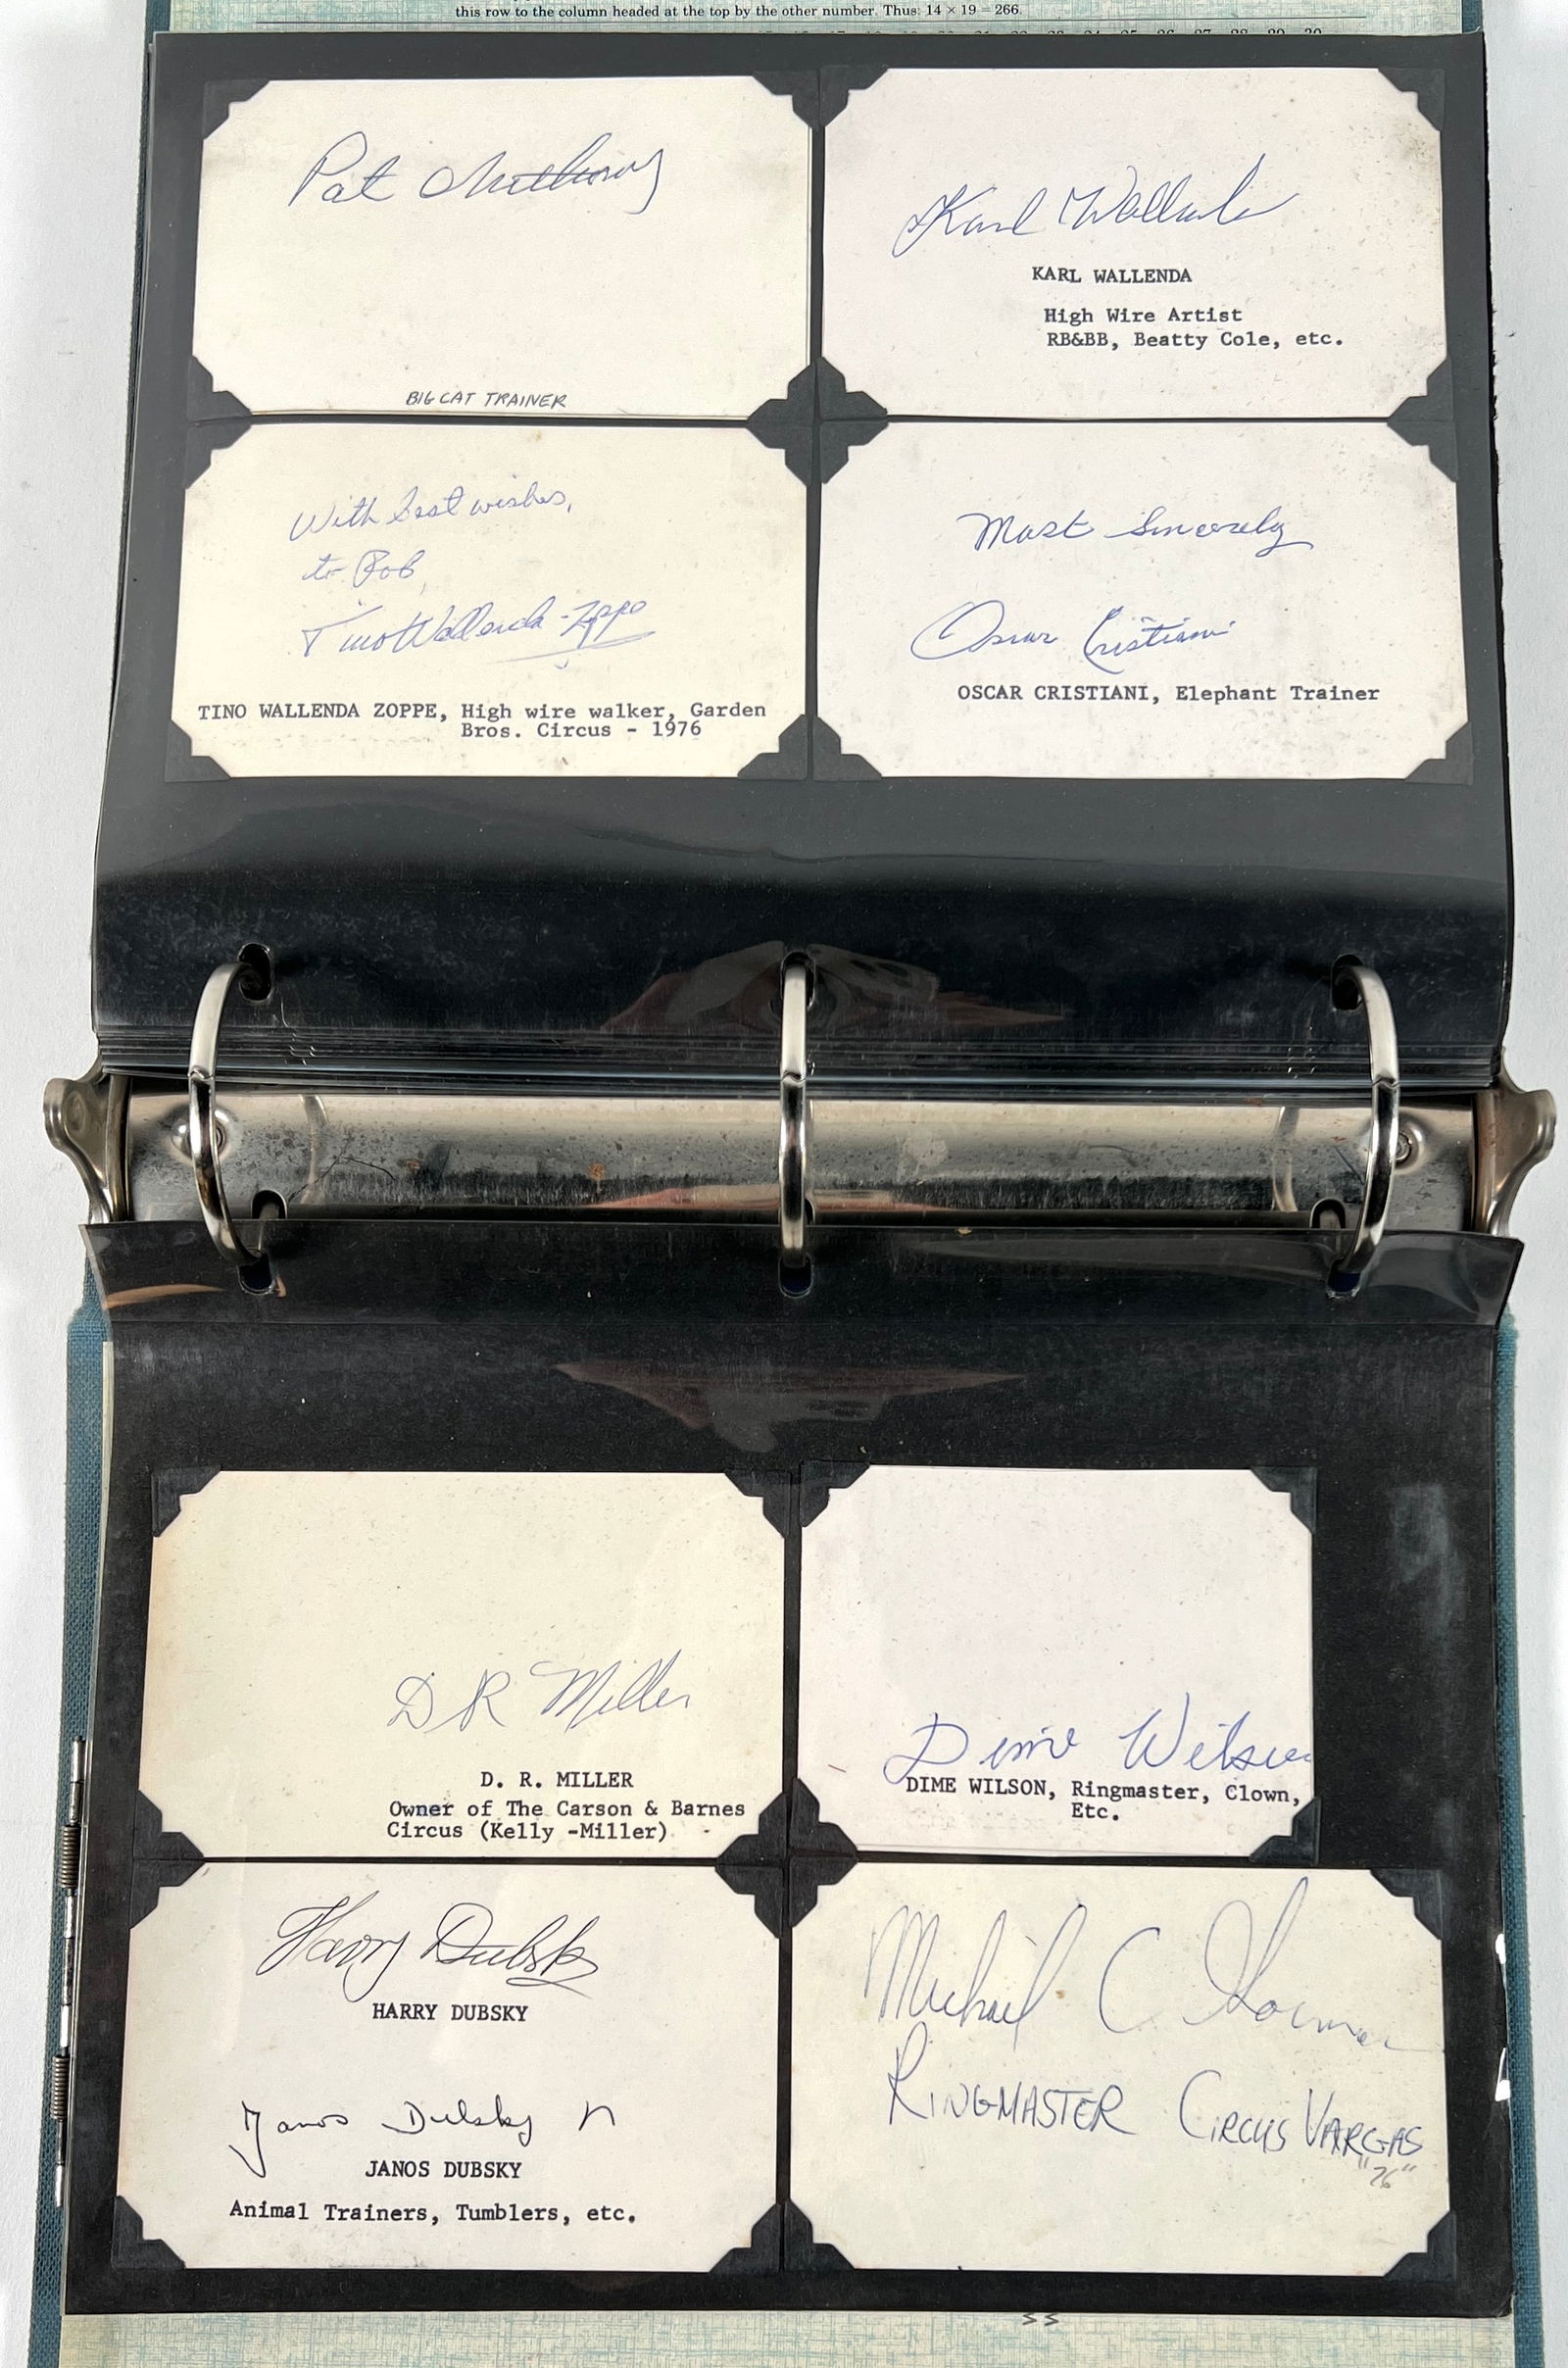 this row to the column headed at the top by the other number. Thus: 14 × 19 = 266.
Pat Anthony
BIG CAT TRAINER
Karl Wallenda
KARL WALLENDA
High Wire Artist
RB&BB, Beatty Cole, etc.
With best wishes,
to Bob,
Tino Wallenda-Zoppe
TINO WALLENDA ZOPPE, High wire walker, Garden
Bros. Circus - 1976
Most Sincerely
Oscar Cristiani
OSCAR CRISTIANI, Elephant Trainer
D R Miller
D. R. MILLER
Owner of The Carson & Barnes
Circus (Kelly -Miller)
Dime Wilson
DIME WILSON, Ringmaster, Clown,
Etc.
Harry Dubsky
HARRY DUBSKY
Janos Dubsky
JANOS DUBSKY
Animal Trainers, Tumblers, etc.
Michael C
RINGMASTER CIRCUS VARGAS
"76"